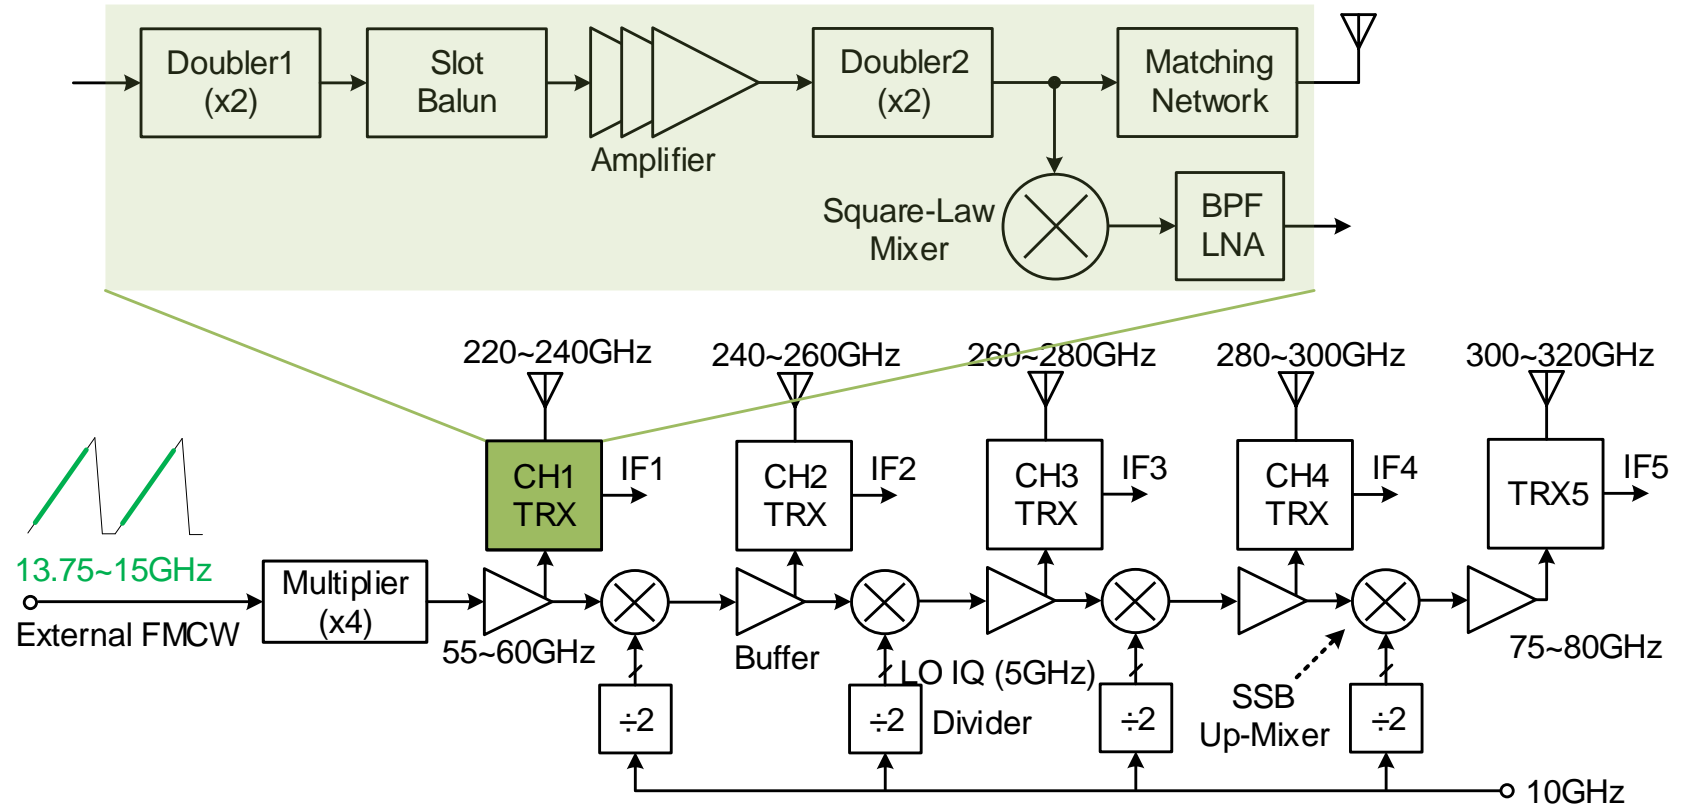 Doubler1
(x2)
Slot
Balun
Amplifier
Doubler2
(x2)
Matching
Network
Square-Law
Mixer
BPF
LNA
220~240GHz
240~260GHz
260~280GHz
280~300GHz
300~320GHz
CH1
TRX
IF1
CH2
TRX
IF2
CH3
TRX
IF3
CH4
TRX
IF4
TRX5
IF5
13.75~15GHz
External FMCW
Multiplier
(x4)
55~60GHz
Buffer
LO IQ (5GHz)
Divider
÷2
÷2
÷2
÷2
SSB
Up-Mixer
75~80GHz
10GHz